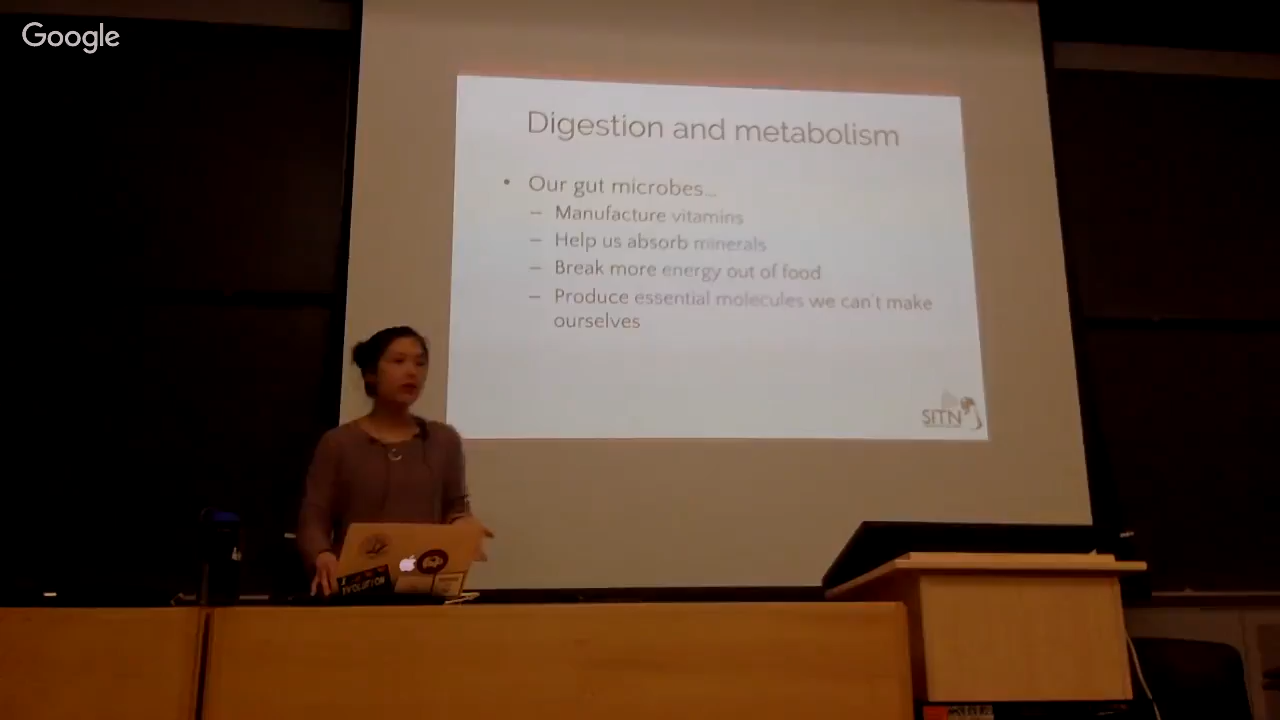 Google
Digestion and metabolism
• Our gut microbes...
– Manufacture vitamins
– Help us absorb minerals
– Break more energy out of food
– Produce essential molecules we can't make
ourselves
SITN
EVOLUTION